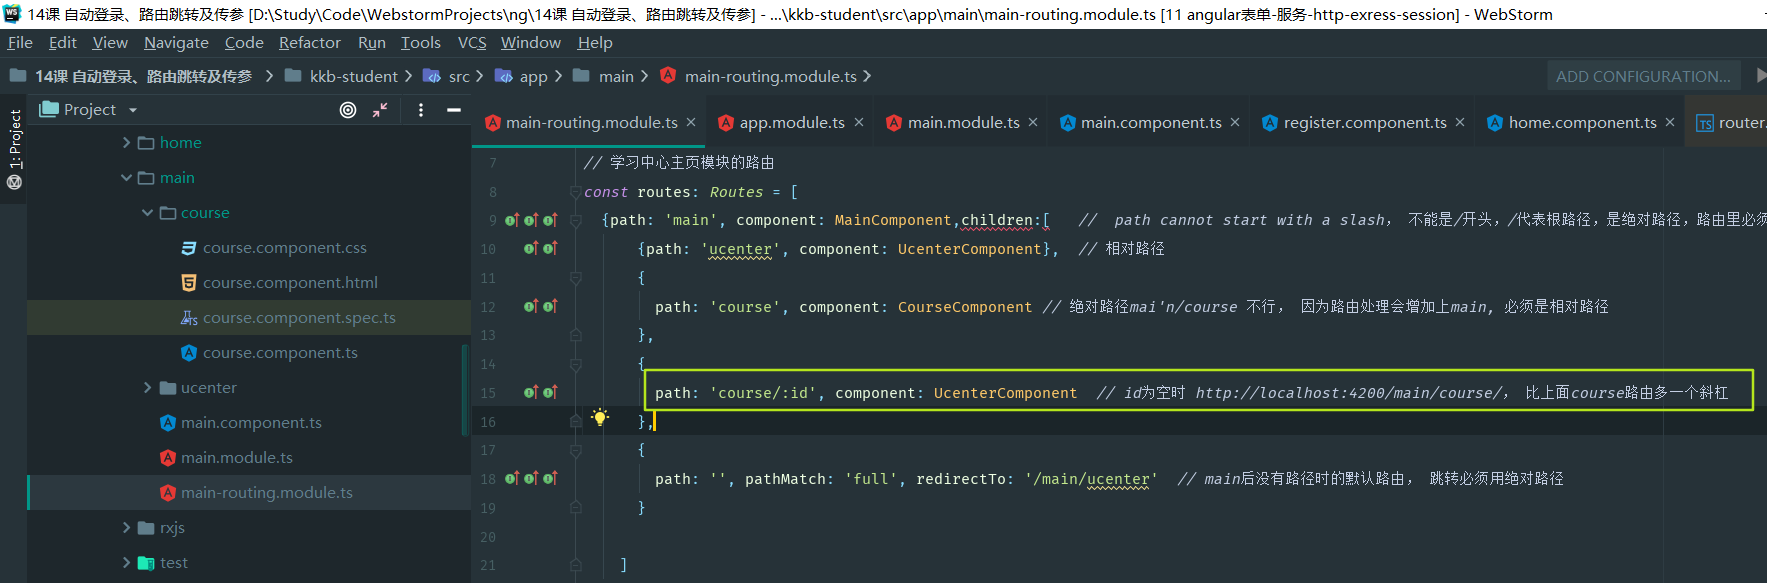 14课 自动登录、路由跳转及传参 [D:\Study\Code\WebstormProjects\ng\14课 自动登录、路由跳转及传参] - ...\kkb-student\src\app\main\main-routing.module.ts [11 angular表单-服务-http-exress-session] - WebStorm
File Edit View Navigate Code Refactor Run Tools VCS Window Help
14课 自动登录、路由跳转及传参 kkb-student src app main main-routing.module.ts ADD CONFIGURATION...
1: Project
Project
home
main
course
course.component.css
course.component.html
course.component.spec.ts
course.component.ts
ucenter
main.component.ts
main.module.ts
main-routing.module.ts
rxjs
test
main-routing.module.ts app.module.ts main.module.ts main.component.ts register.component.ts home.component.ts router.
7 // 学习中心主页模块的路由
8 const routes: Routes = [
9 {path: 'main', component: MainComponent,children:[ // path cannot start with a slash, 不能是/开头,/代表根路径,是绝对路径,路由里必须
10 {path: 'ucenter', component: UcenterComponent}, // 相对路径
11 {
12 path: 'course', component: CourseComponent // 绝对路径mai'n/course 不行, 因为路由处理会增加上main, 必须是相对路径
13 },
14 {
15 path: 'course/:id', component: UcenterComponent // id为空时 http://localhost:4200/main/course/, 比上面course路由多一个斜杠
16 },
17 {
18 path: '', pathMatch: 'full', redirectTo: '/main/ucenter' // main后没有路径时的默认路由, 跳转必须用绝对路径
19 }
20
21 ]